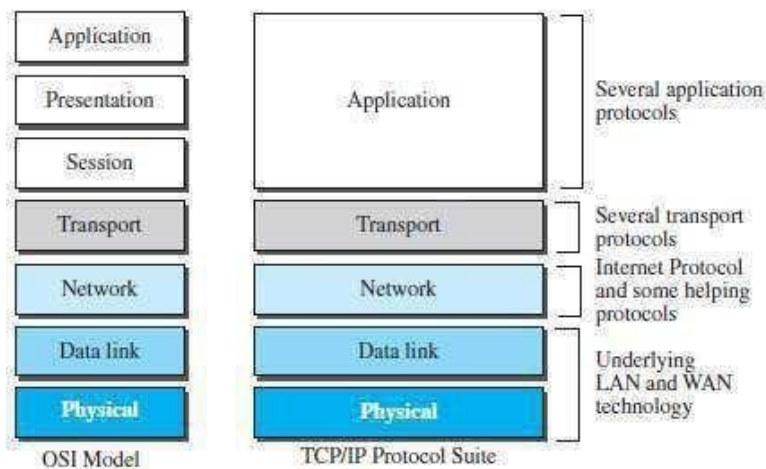 Application
Presentation
Session
Transport
Network
Data link
Physical
OSI Model
Application
Transport
Network
Data link
Physical
TCP/IP Protocol Suite
Several application
protocols
Several transport
protocols
Internet Protocol
and some helping
protocols
Underlying
LAN and WAN
technology